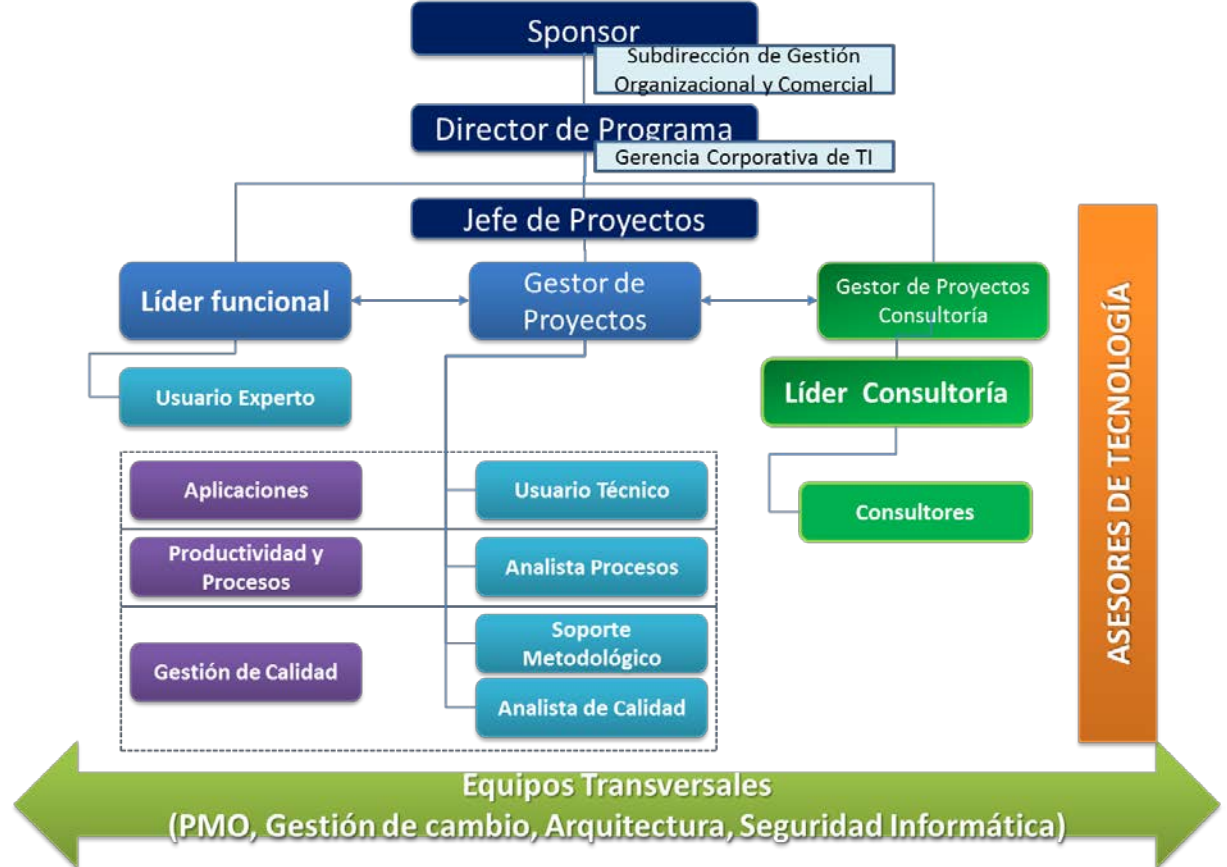 Sponsor
Subdirección de Gestión
Organizacional y Comercial
Director de Programa
Gerencia Corporativa de TI
Jefe de Proyectos
Líder funcional
Gestor de
Proyectos
Gestor de Proyectos
Consultoría
Usuario Experto
Líder Consultoría
Aplicaciones
Usuario Técnico
Consultores
Productividad y
Procesos
Analista Procesos
Gestión de Calidad
Soporte
Metodológico
Analista de Calidad
ASESORES DE TECNOLOGÍA
Equipos Transversales
(PMO, Gestión de cambio, Arquitectura, Seguridad Informática)